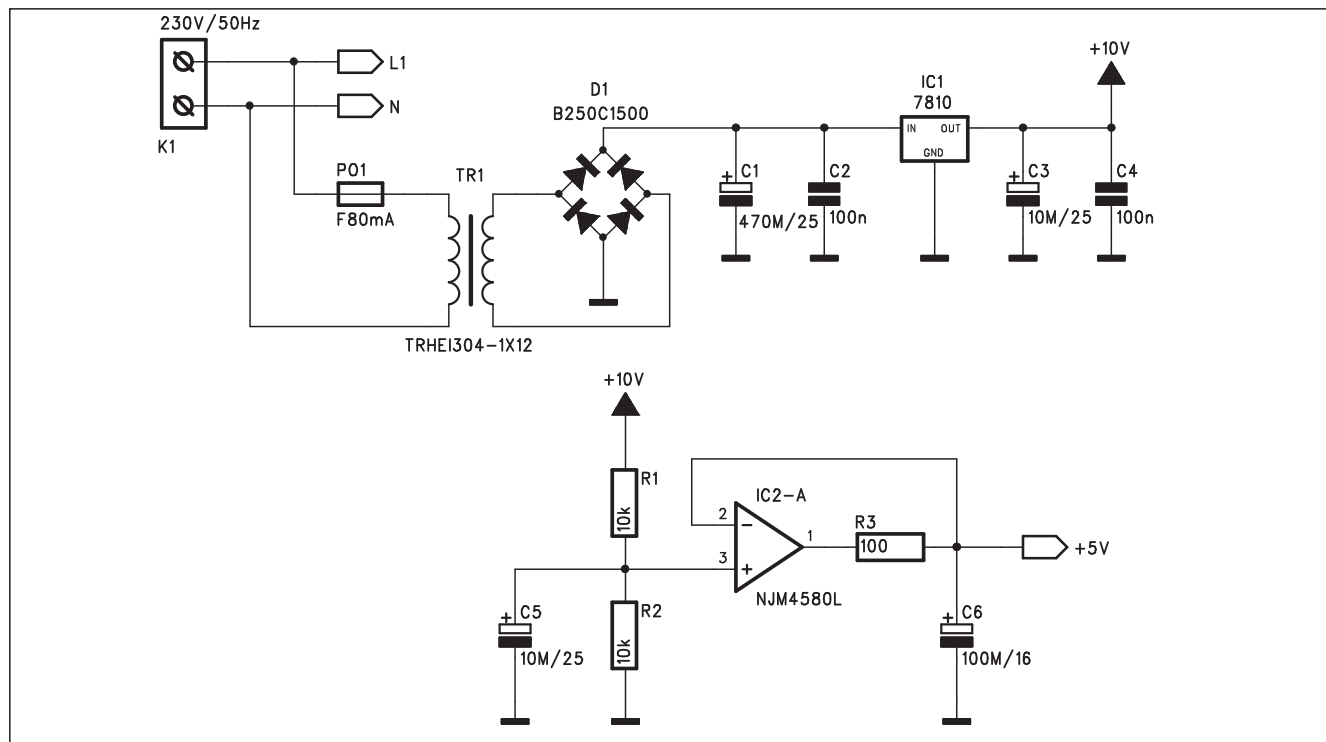 230V/50Hz
L1
N
K1
PO1
F80mA
TR1
TRHEI304-1X12
D1
B250C1500
C1
470M/25
C2
100n
IC1
7810
IN
OUT
GND
+10V
C3
10M/25
C4
100n
+10V
R1
10k
R2
10k
C5
10M/25
IC2-A
2
−
3
+
1
NJM4580L
R3
100
+5V
C6
100M/16